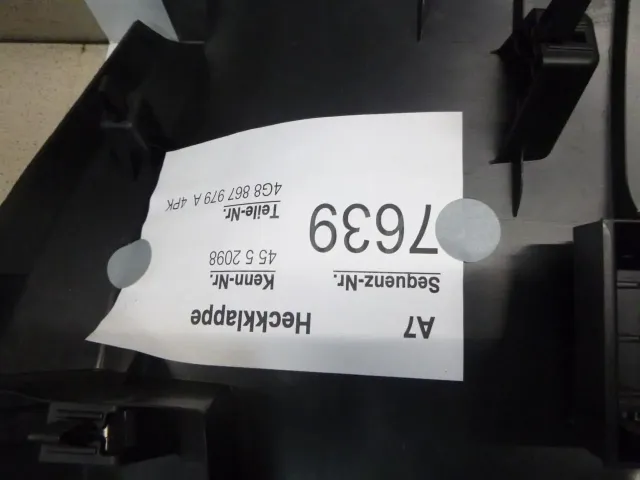 A7 Heckklappe
Sequenz-Nr. Kenn-Nr.
7639 45 5 2098
Teile-Nr.
4G8 867 979 A 4PK